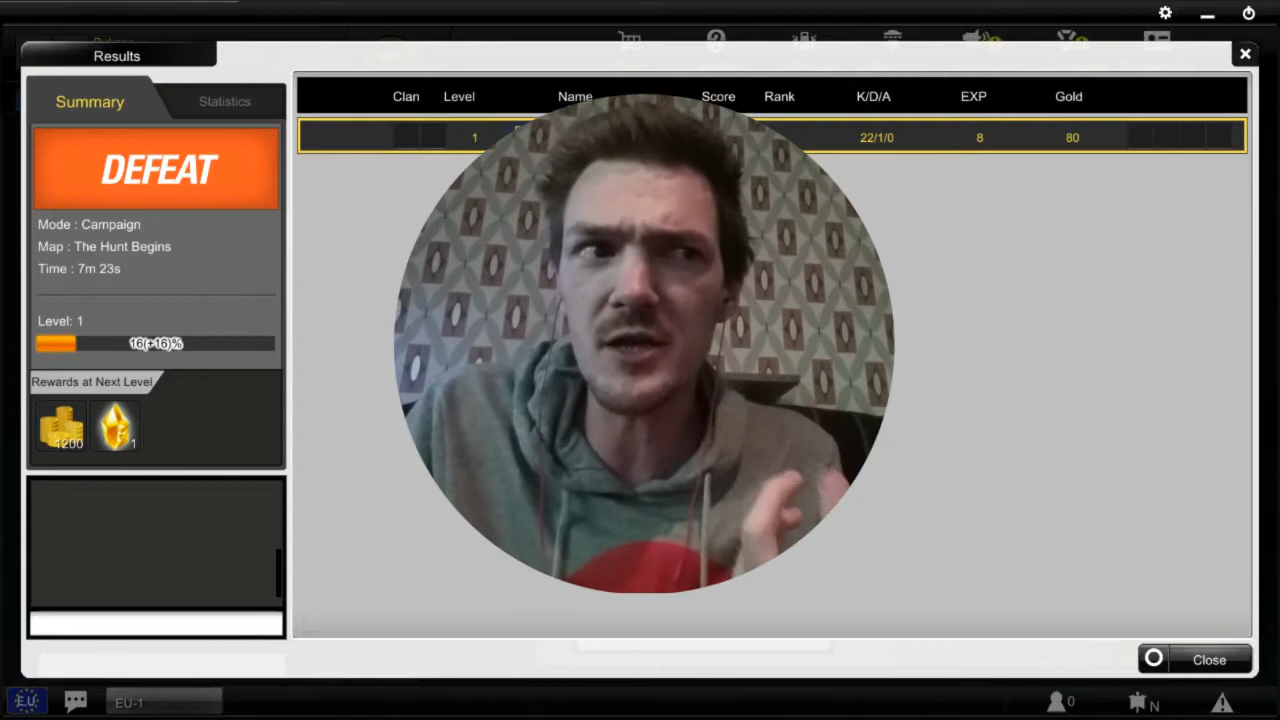 Results
Summary
Statistics
DEFEAT
Mode : Campaign
Map : The Hunt Begins
Time : 7m 23s
Level: 1
16(+16)%
Rewards at Next Level
1200
1
Clan Level Name Score Rank K/D/A EXP Gold
1 22/1/0 8 80
Close
E.U.
EU-1
0
N